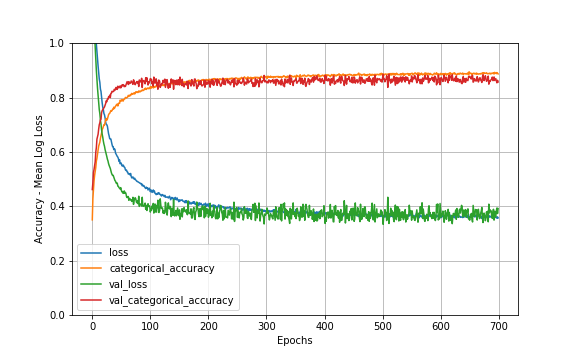 Accuracy - Mean Log Loss
1.0
0.8
0.6
0.4
0.2
0.0
loss
categorical_accuracy
val_loss
val_categorical_accuracy
0 100 200 300 400 500 600 700
Epochs